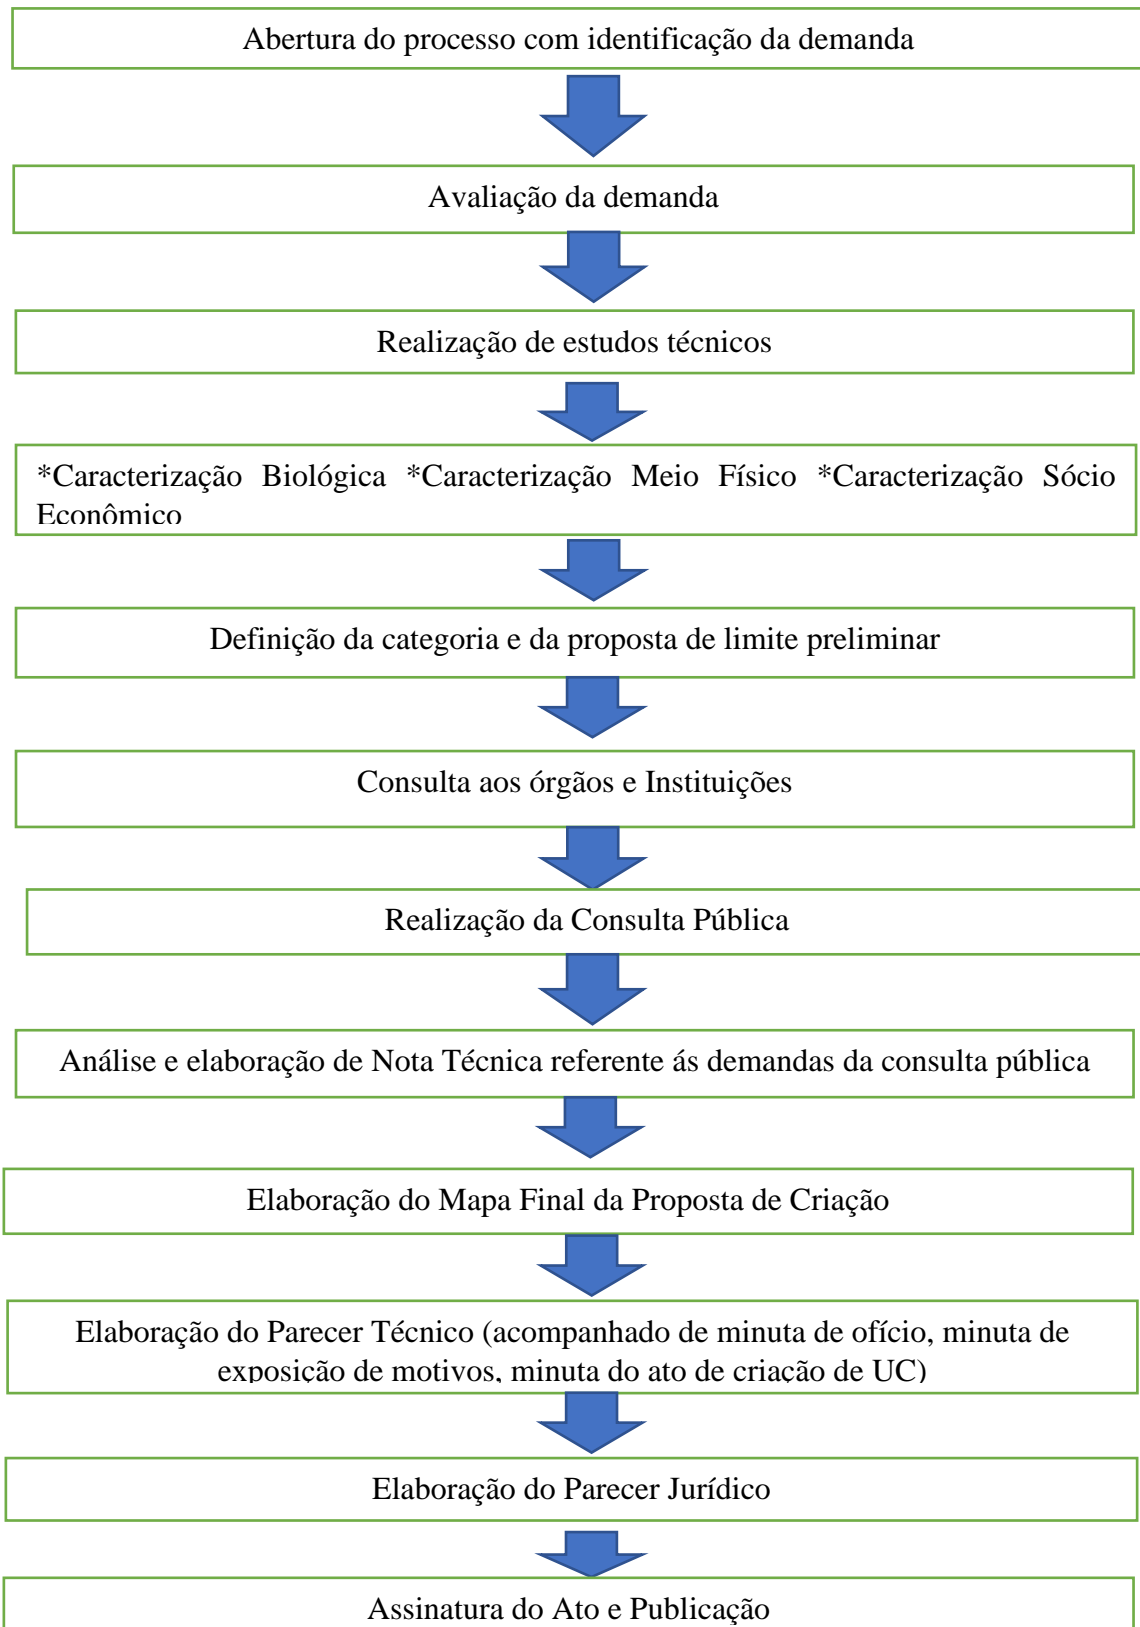 Abertura do processo com identificação da demanda
Avaliação da demanda
Realização de estudos técnicos
*Caracterização Biológica *Caracterização Meio Físico *Caracterização Sócio
Econômico
Definição da categoria e da proposta de limite preliminar
Consulta aos órgãos e Instituições
Realização da Consulta Pública
Análise e elaboração de Nota Técnica referente ás demandas da consulta pública
Elaboração do Mapa Final da Proposta de Criação
Elaboração do Parecer Técnico (acompanhado de minuta de ofício, minuta de
exposição de motivos, minuta do ato de criação de UC)
Elaboração do Parecer Jurídico
Assinatura do Ato e Publicação